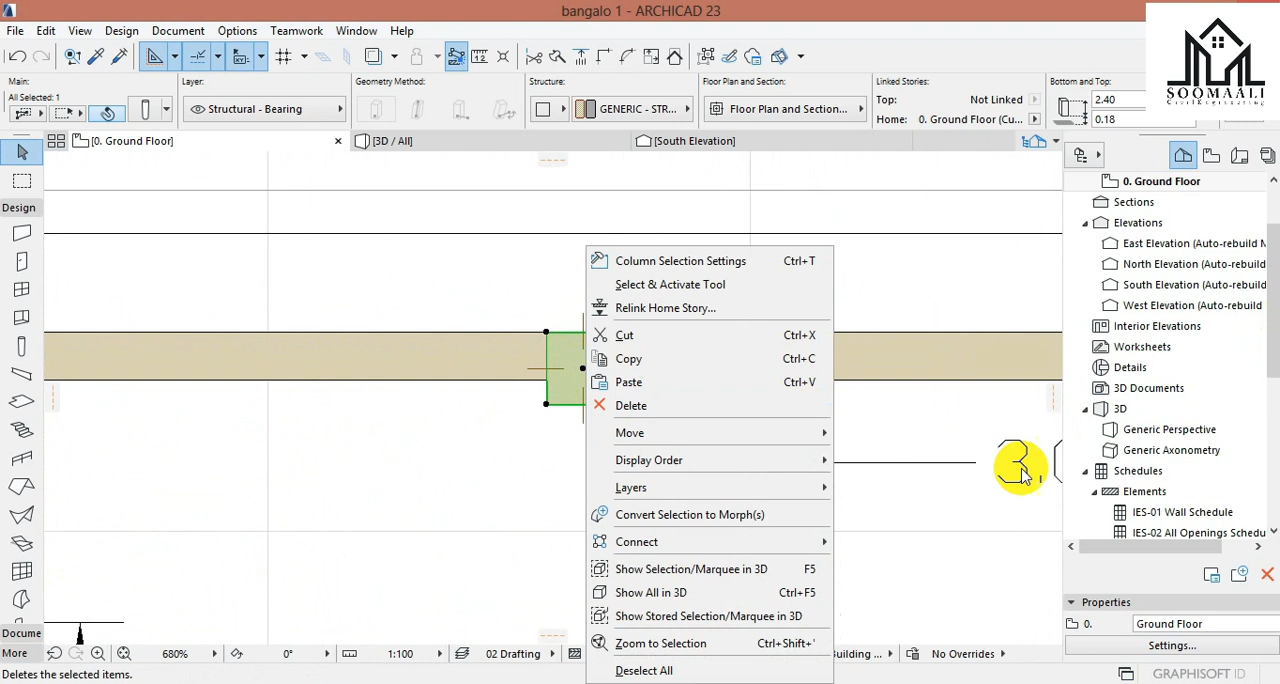 bangalo 1 - ARCHICAD 23
File Edit View Design Document Options Teamwork Window Help
Main: Layer: Geometry Method: Structure: Floor Plan and Section: Linked Stories: Bottom and Top:
All Selected: 1
Structural - Bearing
GENERIC - STR...
Floor Plan and Section...
Top: Not Linked
Home: 0. Ground Floor (Cu...
2.40
0.18
SOOMAALI
CivilEngineering
[0. Ground Floor]
[3D / All]
[South Elevation]
Design
Column Selection Settings Ctrl+T
Select & Activate Tool
Relink Home Story...
Cut Ctrl+X
Copy Ctrl+C
Paste Ctrl+V
Delete
Move
Display Order
Layers
Convert Selection to Morph(s)
Connect
Show Selection/Marquee in 3D F5
Show All in 3D Ctrl+F5
Show Stored Selection/Marquee in 3D
Zoom to Selection Ctrl+Shift+'
Deselect All
0. Ground Floor
Sections
Elevations
East Elevation (Auto-rebuild M
North Elevation (Auto-rebuild
South Elevation (Auto-rebuild
West Elevation (Auto-rebuild
Interior Elevations
Worksheets
Details
3D Documents
3D
Generic Perspective
Generic Axonometry
Schedules
Elements
IES-01 Wall Schedule
IES-02 All Openings Schedu
Properties
0. Ground Floor
Settings...
Docume
More
680%
0°
1:100
02 Drafting
Building ...
No Overrides
Deletes the selected items.
GRAPHISOFT ID